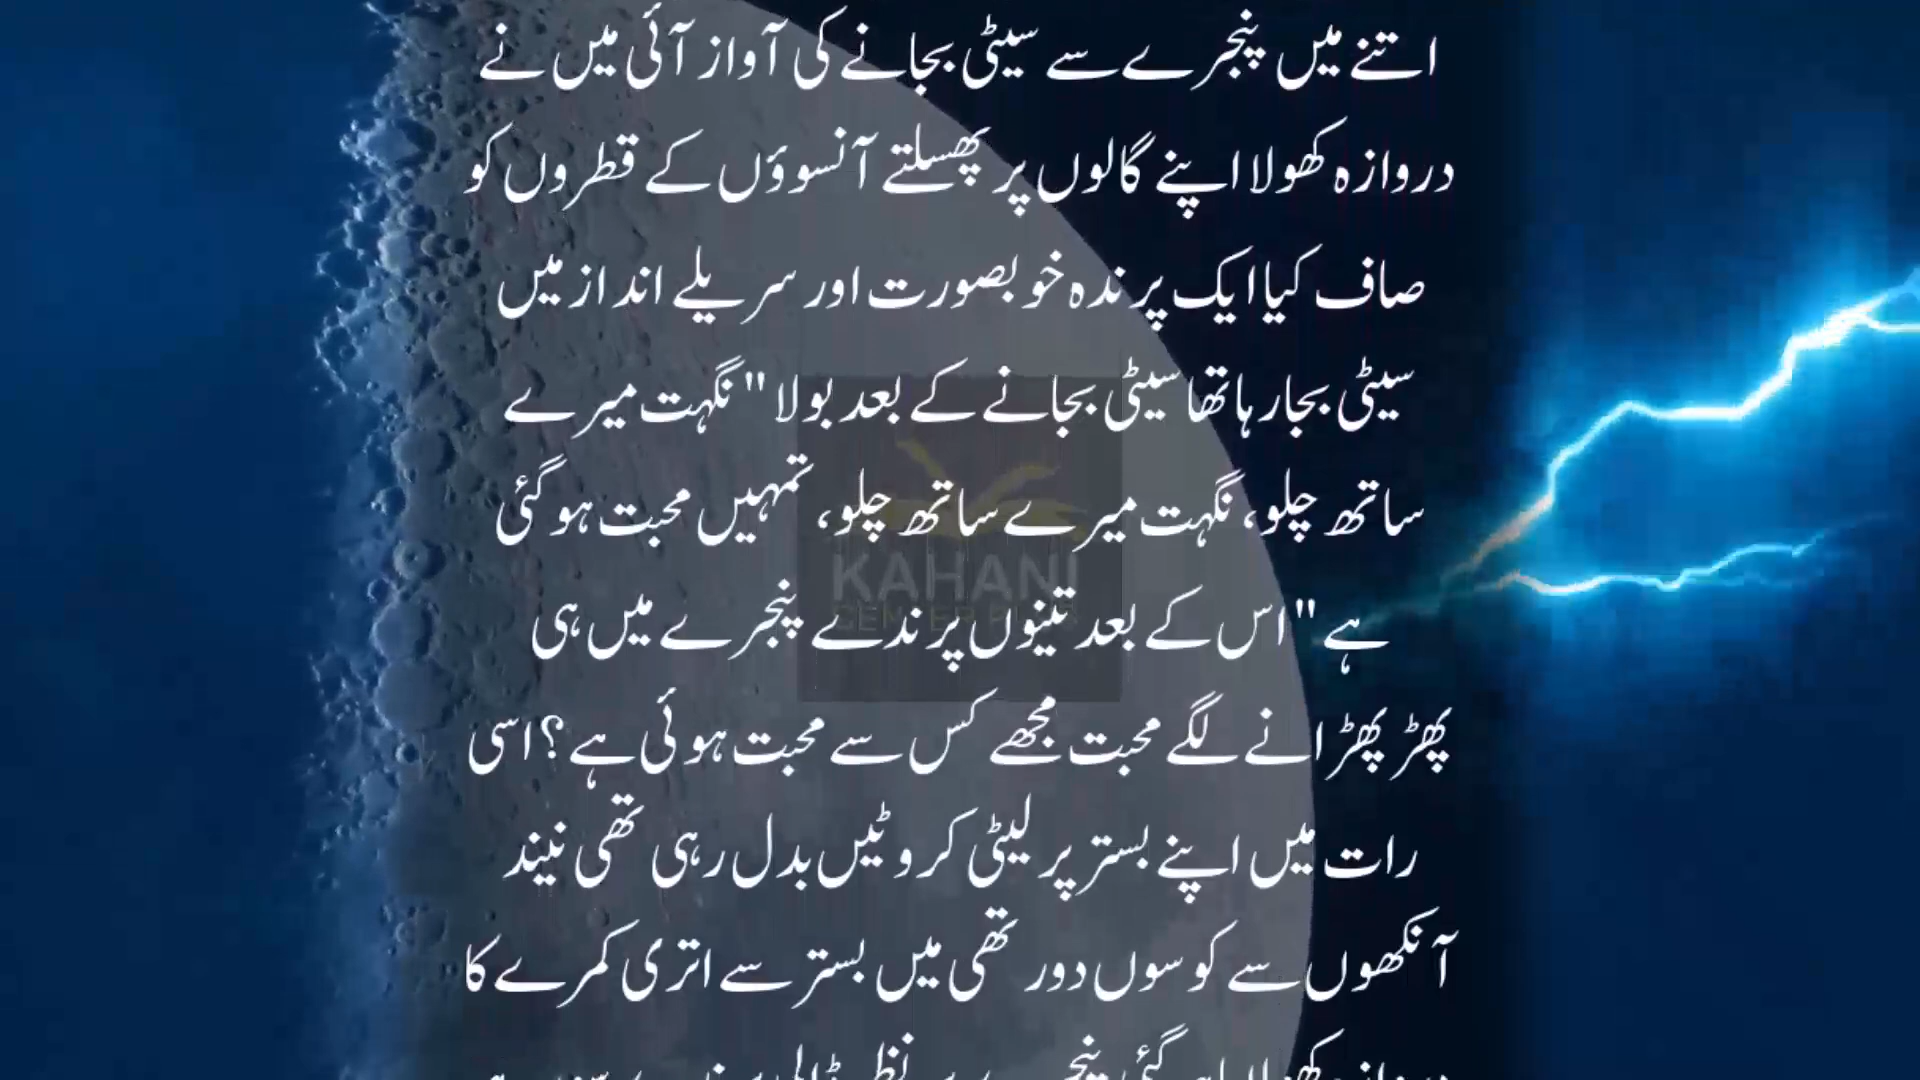 اتنے میں پنجرے سے سیٹی بجانے کی آواز آئی میں نے
دروازہ کھولا اپنے گالوں پر پھسلتے آنسوؤں کے قطروں کو
صاف کیا ایک پرندہ خوبصورت اور سریلے انداز میں
سیٹی بجا رہا تھا سیٹی بجانے کے بعد بولا "نگہت میرے
ساتھ چلو، نگہت میرے ساتھ چلو، تمہیں محبت ہو گئی
ہے" اس کے بعد تینوں پرندے پنجرے میں ہی
پھڑ پھڑانے لگے محبت مجھے کس سے محبت ہوئی ہے؟ اسی
رات میں اپنے بستر پر لیٹی کروٹیں بدل رہی تھی نیند
آنکھوں سے کوسوں دور تھی میں بستر سے اتری کمرے کا
KAHANI
CENTER PLUS